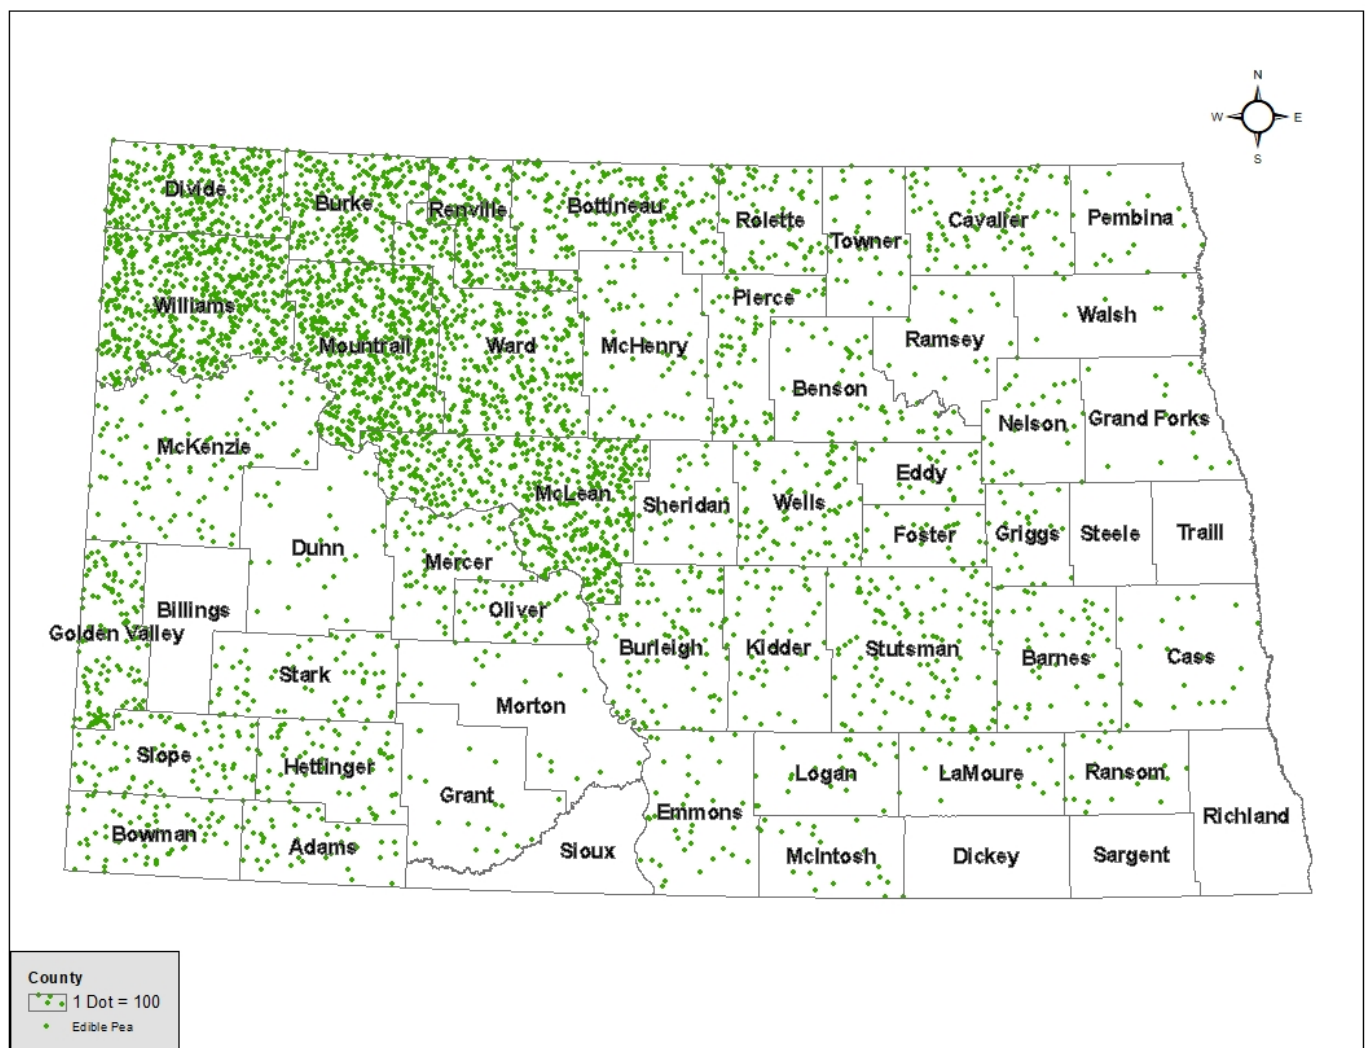 N
W E
S
Divide
Burke
Renville
Bottineau
Rolette
Towner
Cavalier
Pembina
Williams
Mountrail
Ward
McHenry
Pierce
Benson
Ramsey
Walsh
McKenzie
Nelson
Grand Forks
McLean
Sheridan
Wells
Eddy
Foster
Griggs
Steele
Traill
Dunn
Mercer
Oliver
Billings
Golden Valley
Stark
Morton
Burleigh
Kidder
Stutsman
Barnes
Cass
Slope
Hettinger
Grant
Emmons
Logan
LaMoure
Ransom
Richland
Bowman
Adams
Sioux
McIntosh
Dickey
Sargent
County
1 Dot = 100
Edible Pea